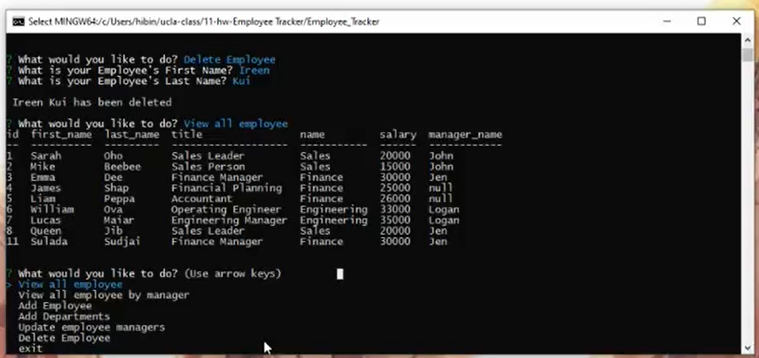 Select MINGW64:/c/Users/hibin/ucla-class/11-hw-Employee Tracker/Employee_Tracker
? What would you like to do? Delete Employee
? What is your Employee's First Name? Ireen
? What is your Employee's Last Name? Kui
Ireen Kui has been deleted
? What would you like to do? View all employee
id first_name last_name title name salary manager_name
-- ---------- --------- ------------------- ----------- ------ ------------
1 Sarah Oho Sales Leader Sales 20000 John
2 Mike Beebee Sales Person Sales 15000 John
3 Emma Dee Finance Manager Finance 30000 Jen
4 James Shap Financial Planning Finance 25000 null
5 Liam Peppa Accountant Finance 26000 null
6 William Ova Operating Engineer Engineering 33000 Logan
7 Lucas Maiar Engineering Manager Engineering 35000 Logan
8 Queen Jib Sales Leader Sales 20000 Jen
11 Sulada Sudjai Finance Manager Finance 30000 Jen
? What would you like to do? (Use arrow keys)
> View all employee
View all employee by manager
Add Employee
Add Departments
Update employee managers
Delete Employee
exit